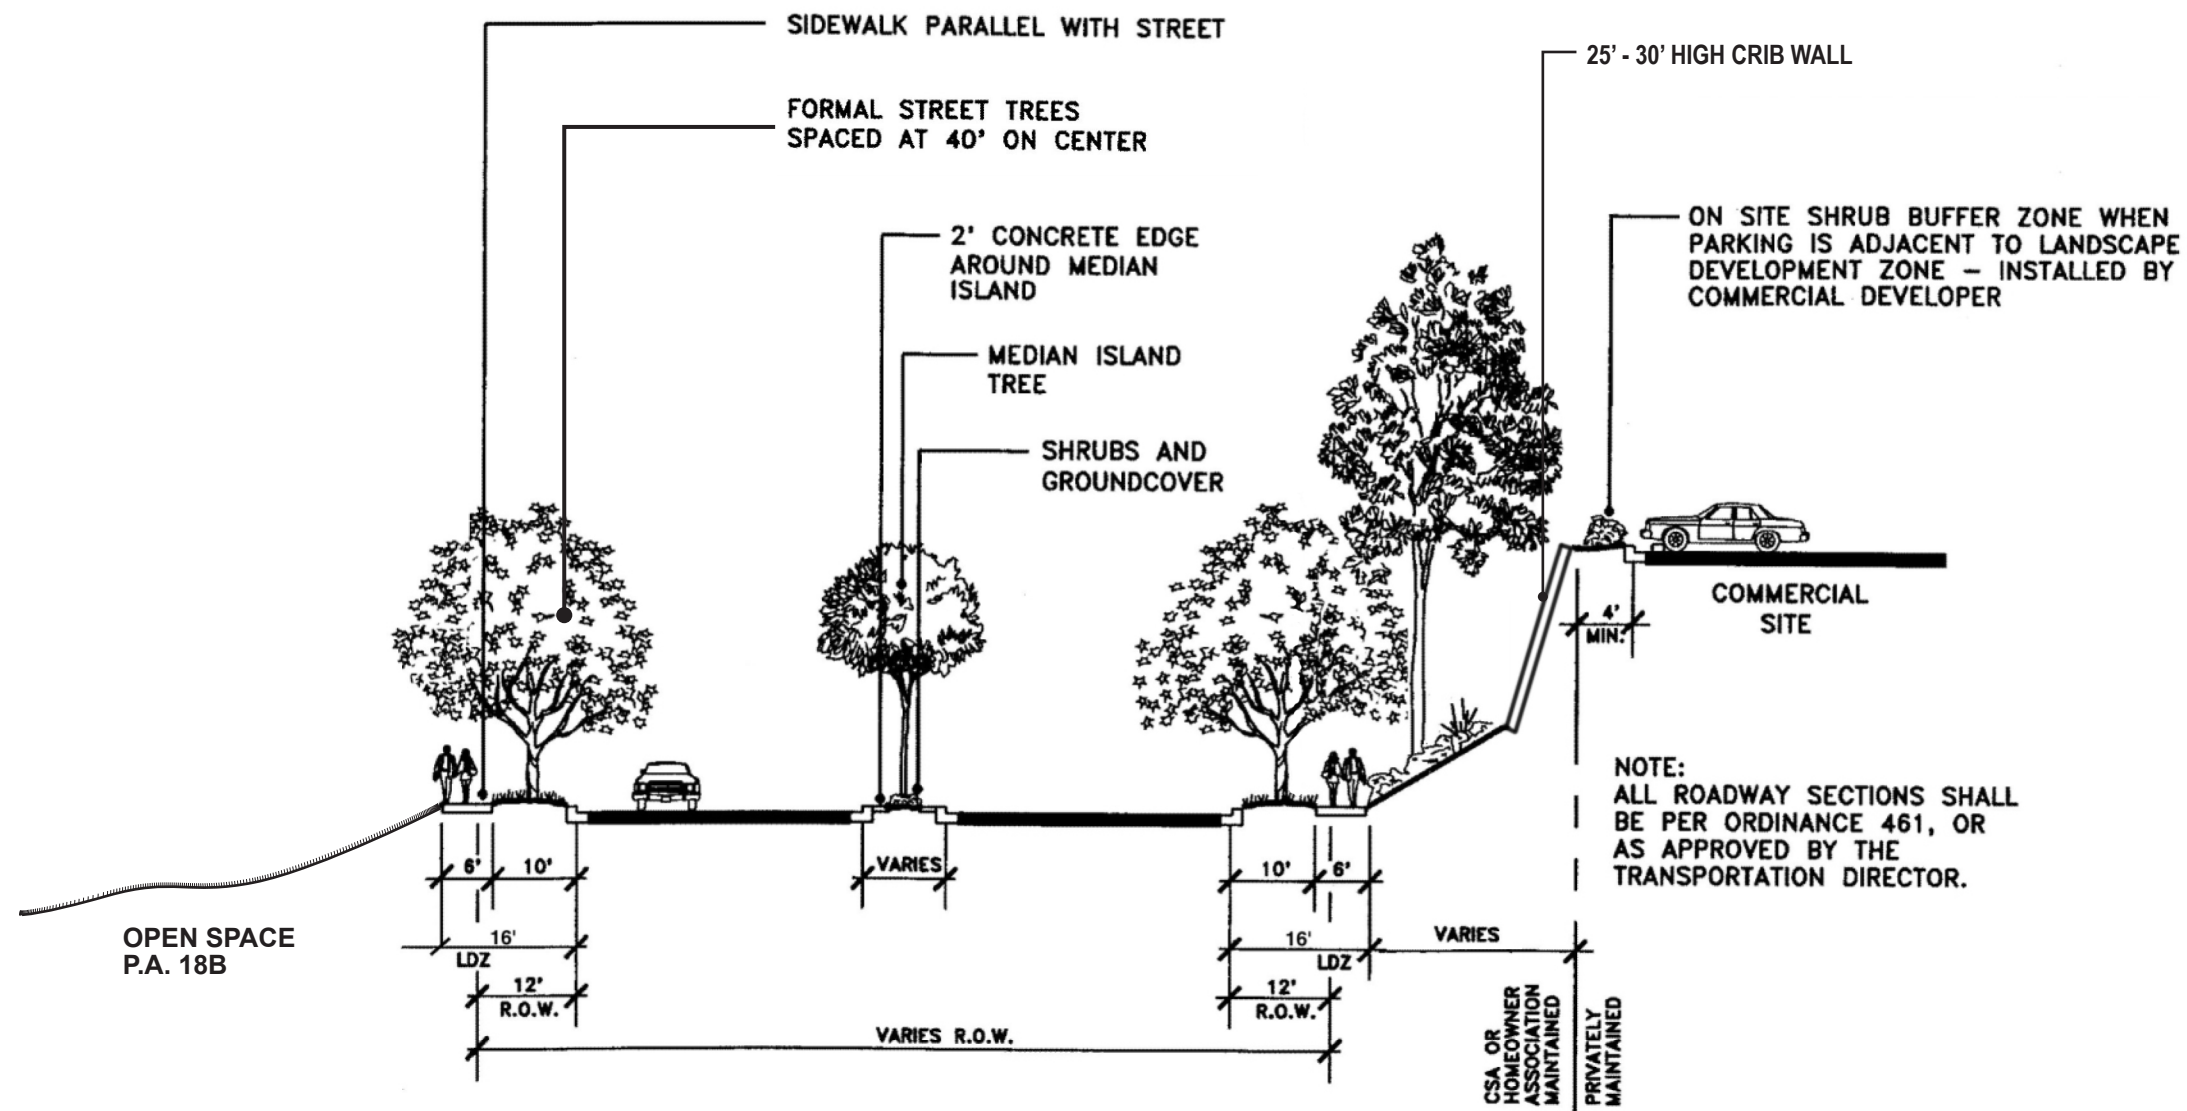 SIDEWALK PARALLEL WITH STREET
25' - 30' HIGH CRIB WALL
FORMAL STREET TREES
SPACED AT 40' ON CENTER
ON SITE SHRUB BUFFER ZONE WHEN
PARKING IS ADJACENT TO LANDSCAPE
DEVELOPMENT ZONE – INSTALLED BY
COMMERCIAL DEVELOPER
2' CONCRETE EDGE
AROUND MEDIAN
ISLAND
MEDIAN ISLAND
TREE
SHRUBS AND
GROUNDCOVER
COMMERCIAL
SITE
4'
MIN.
NOTE:
ALL ROADWAY SECTIONS SHALL
BE PER ORDINANCE 461, OR
AS APPROVED BY THE
TRANSPORTATION DIRECTOR.
6'
10'
VARIES
10'
6'
OPEN SPACE
P.A. 18B
16'
LDZ
16'
LDZ
VARIES
12'
R.O.W.
12'
R.O.W.
VARIES R.O.W.
CSA OR
HOMEOWNER
ASSOCIATION
MAINTAINED
PRIVATELY
MAINTAINED